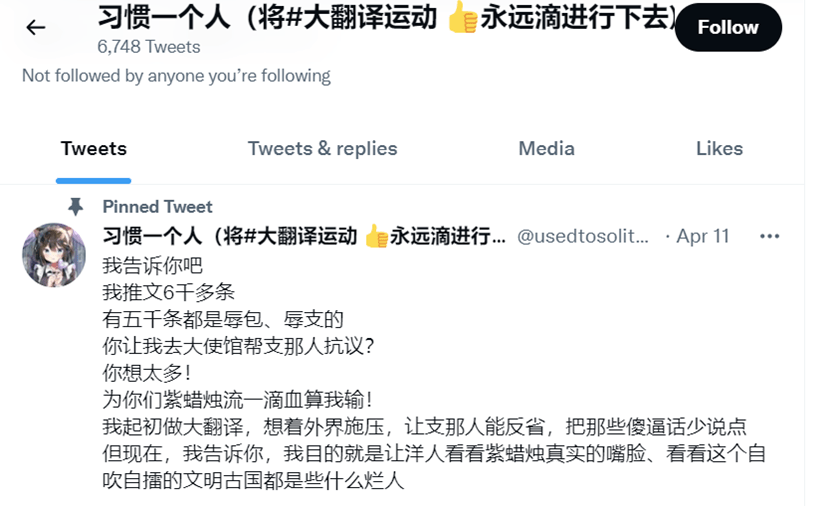 习惯一个人（将#大翻译运动 👍永远滴进行下去）
6,748 Tweets
Follow
Not followed by anyone you’re following
Tweets
Tweets & replies
Media
Likes
Pinned Tweet
习惯一个人（将#大翻译运动 👍永远滴进行... @usedtosolit... · Apr 11
我告诉你吧
我推文6千多条
有五千条都是辱包、辱支的
你让我去大使馆帮支那人抗议？
你想太多！
为你们紫蜡烛流一滴血算我输！
我起初做大翻译，想着外界施压，让支那人能反省，把那些傻逼话少说点
但现在，我告诉你，我目的就是让洋人看看紫蜡烛真实的嘴脸、看看这个自
吹自擂的文明古国都是些什么烂人